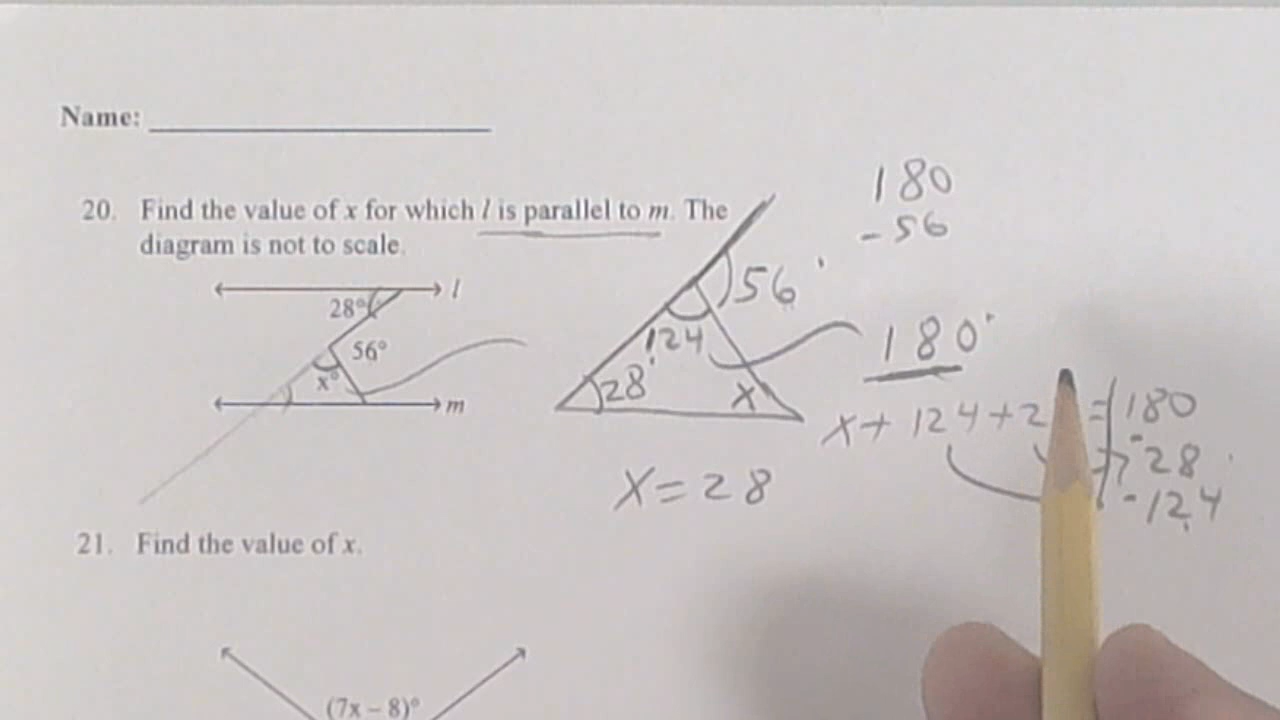 Name:
20. Find the value of x for which l is parallel to m. The
diagram is not to scale.
28°
l
56°
x°
m
56°
124
28°
x
180
- 56
180°
x + 124 + 2 = 180
- 28
- 124
x = 28
21. Find the value of x.
(7x – 8)°